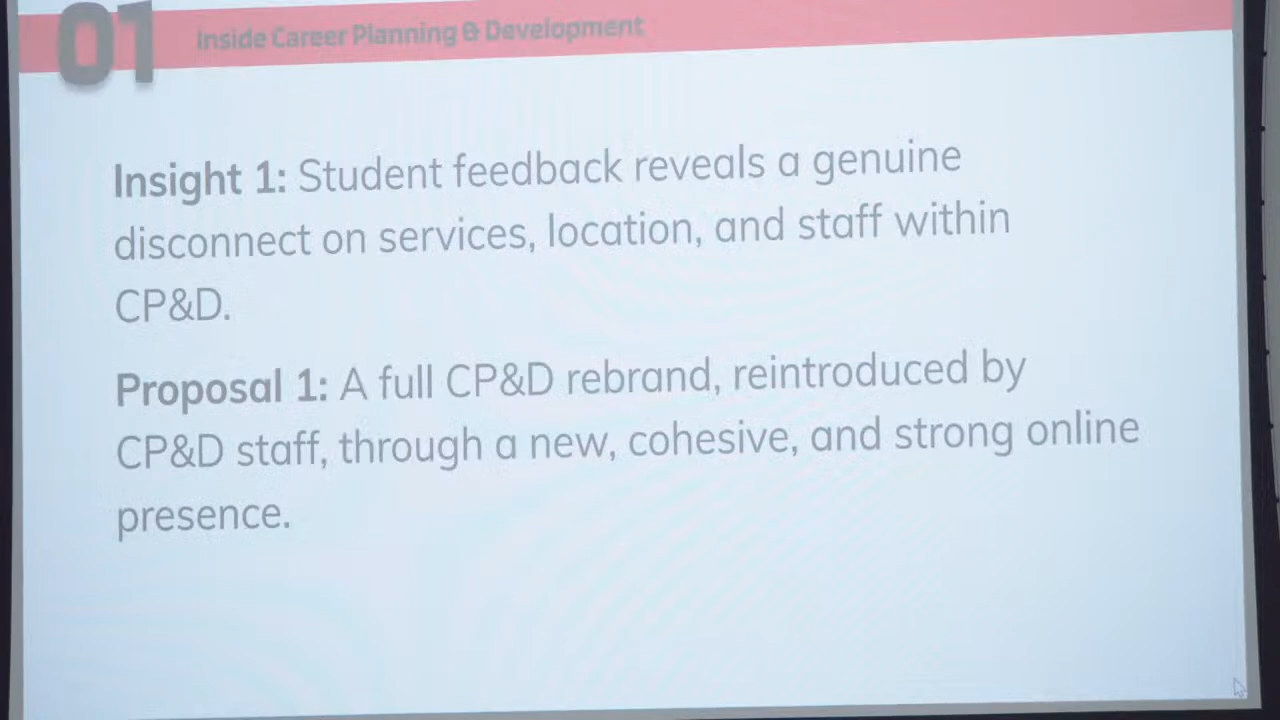 01
Inside Career Planning & Development
Insight 1: Student feedback reveals a genuine
disconnect on services, location, and staff within
CP&D.
Proposal 1: A full CP&D rebrand, reintroduced by
CP&D staff, through a new, cohesive, and strong online
presence.